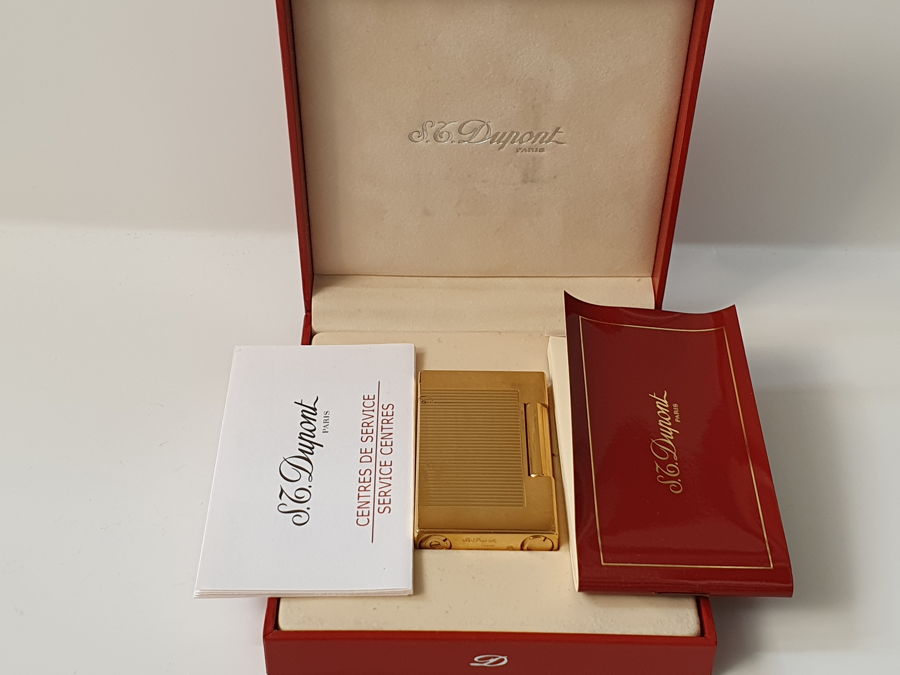 S.T. Dupont
PARIS
S.T. Dupont
PARIS
CENTRES DE SERVICE
SERVICE CENTRES
S.T. Dupont
PARIS
D